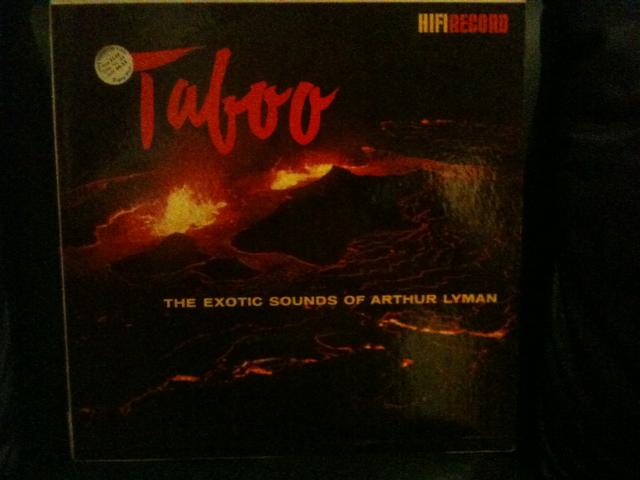 HIFIRECORD
Taboo
THE EXOTIC SOUNDS OF ARTHUR LYMAN